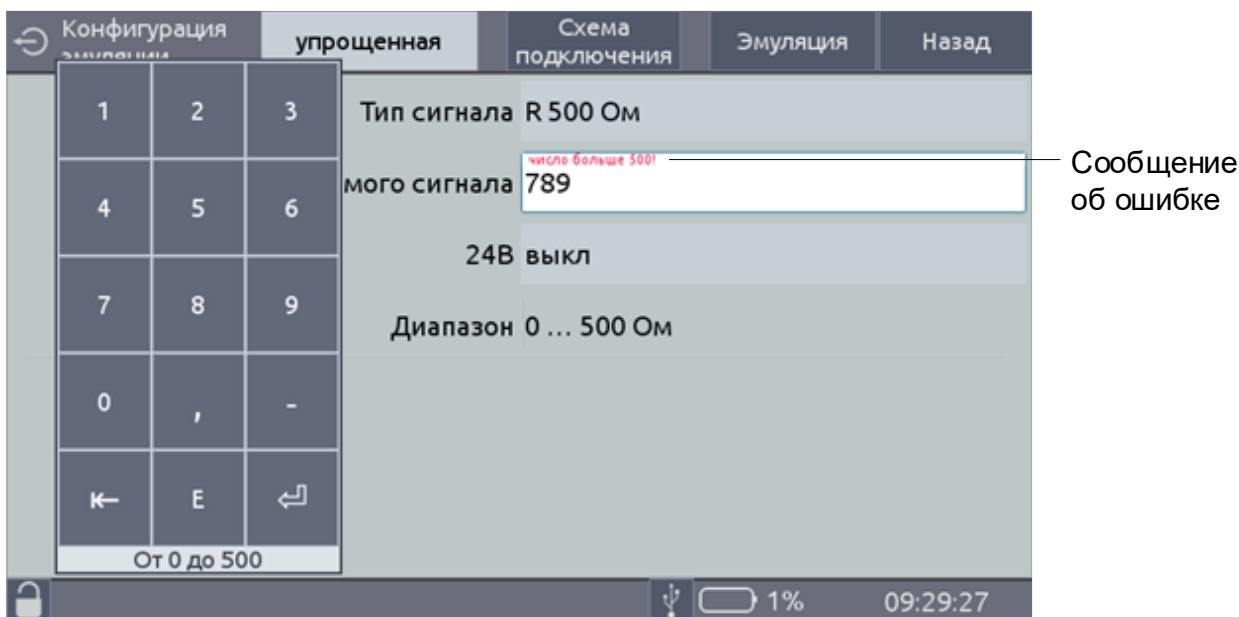 Конфигурация
эмуляции
упрощенная
Схема
подключения
Эмуляция
Назад
1 2 3
4 5 6
7 8 9
0 , -
E
От 0 до 500
Тип сигнала R 500 Ом
число больше 500!
мого сигнала 789
24В выкл
Диапазон 0 … 500 Ом
Сообщение
об ошибке
1% 09:29:27